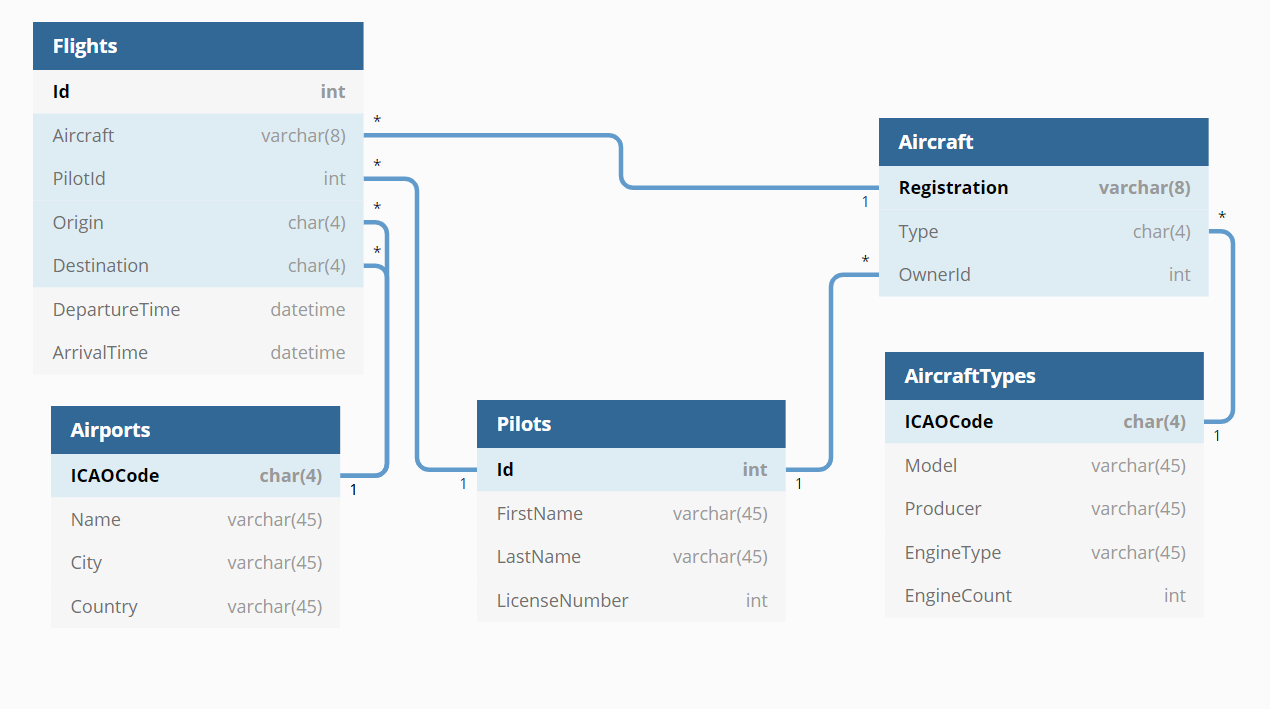 Flights
Id int
Aircraft varchar(8)
PilotId int
Origin char(4)
Destination char(4)
DepartureTime datetime
ArrivalTime datetime
*
*
*
*
Airports
ICAOCode char(4)
Name varchar(45)
City varchar(45)
Country varchar(45)
1
Pilots
Id int
FirstName varchar(45)
LastName varchar(45)
LicenseNumber int
1
1
Aircraft
Registration varchar(8)
Type char(4)
OwnerId int
1
*
*
AircraftTypes
ICAOCode char(4)
Model varchar(45)
Producer varchar(45)
EngineType varchar(45)
EngineCount int
1